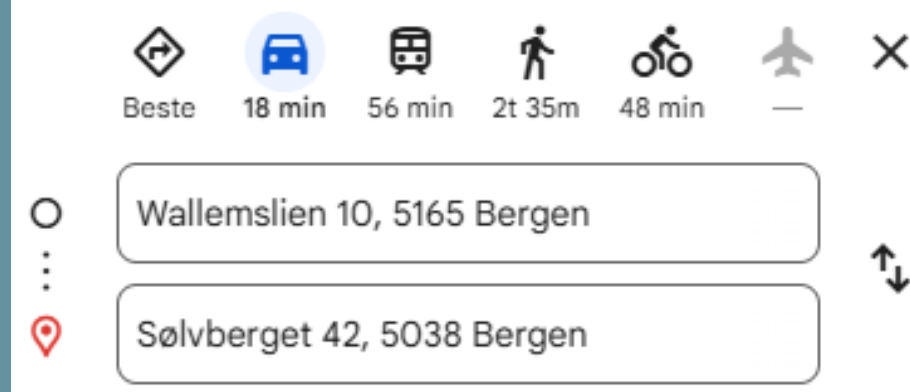 Beste 18 min 56 min 2t 35m 48 min —
Wallemslien 10, 5165 Bergen
Sølvberget 42, 5038 Bergen